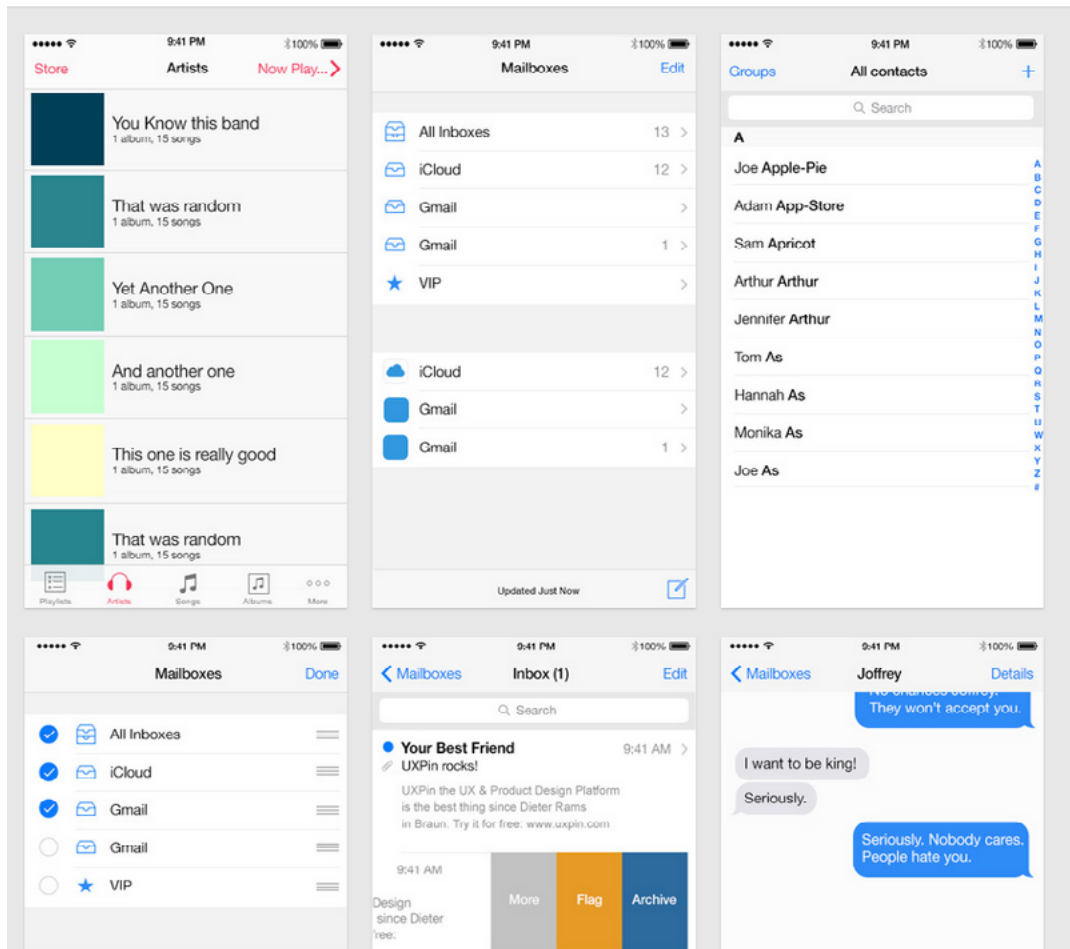 9:41 PM
100%
Store
Artists
Now Play...
You Know this band
1 album, 15 songs
That was random
1 album, 15 songs
Yet Another One
1 album, 15 songs
And another one
1 album, 15 songs
This one is really good
1 album, 15 songs
That was random
1 album, 15 songs
Playlists
Artists
Songs
Albums
More
9:41 PM
100%
Mailboxes
Edit
All Inboxes
13
iCloud
12
Gmail
Gmail
1
VIP
iCloud
12
Gmail
Gmail
1
Updated Just Now
9:41 PM
100%
Groups
All contacts
+
Search
A
Joe Apple-Pie
Adam App-Store
Sam Apricot
Arthur Arthur
Jennifer Arthur
Tom As
Hannah As
Monika As
Joe As
A
B
C
D
E
F
G
H
I
J
K
L
M
N
O
P
Q
R
S
T
U
W
X
Y
Z
#
9:41 PM
100%
Mailboxes
Done
All Inboxes
iCloud
Gmail
Gmail
VIP
9:41 PM
100%
Mailboxes
Inbox (1)
Edit
Search
Your Best Friend
9:41 AM
UXPin rocks!
UXPin the UX & Product Design Platform
is the best thing since Dieter Rams
in Braun. Try it for free: www.uxpin.com
9:41 AM
More
Flag
Archive
Design
since Dieter
free:
9:41 PM
100%
Mailboxes
Joffrey
Details
No chances Joffrey.
They won't accept you.
I want to be king!
Seriously.
Seriously. Nobody cares.
People hate you.